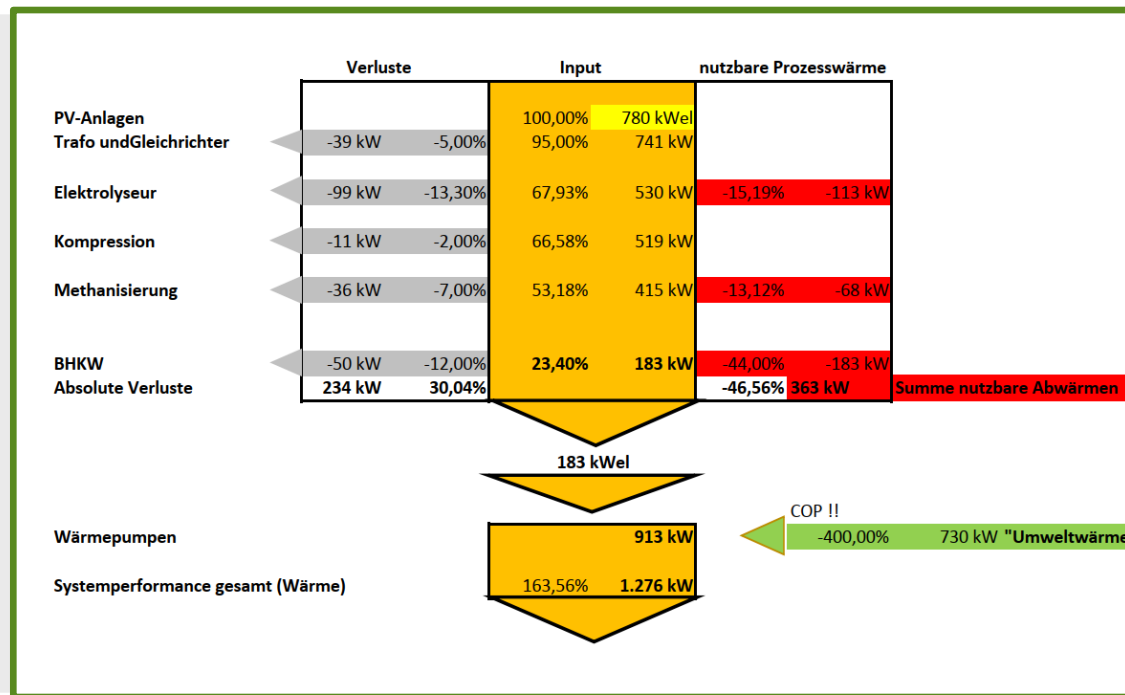 Verluste Input nutzbare Prozesswärme
PV-Anlagen 100,00% 780 kWel
Trafo undGleichrichter -39 kW -5,00% 95,00% 741 kW
Elektrolyseur -99 kW -13,30% 67,93% 530 kW -15,19% -113 kW
Kompression -11 kW -2,00% 66,58% 519 kW
Methanisierung -36 kW -7,00% 53,18% 415 kW -13,12% -68 kW
BHKW -50 kW -12,00% 23,40% 183 kW -44,00% -183 kW
Absolute Verluste 234 kW 30,04% -46,56% 363 kW Summe nutzbare Abwärmen
183 kWel
COP !!
Wärmepumpen 913 kW -400,00% 730 kW "Umweltwärme
Systemperformance gesamt (Wärme) 163,56% 1.276 kW